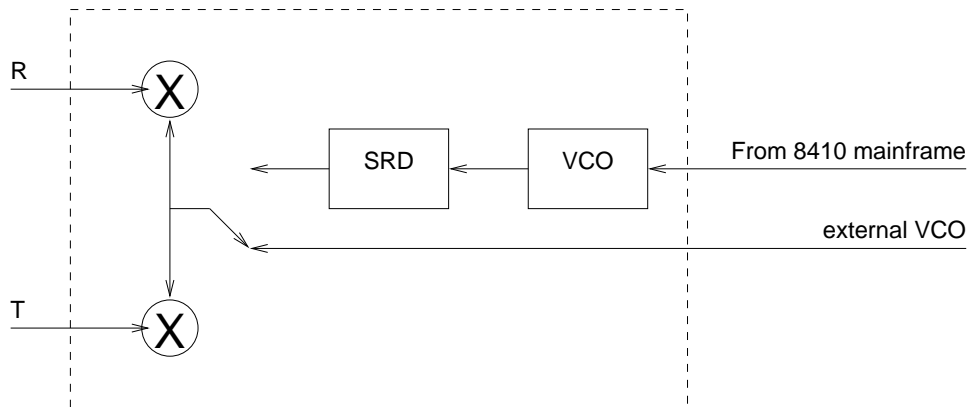 R
X
SRD
VCO
From 8410 mainframe
external VCO
T
X